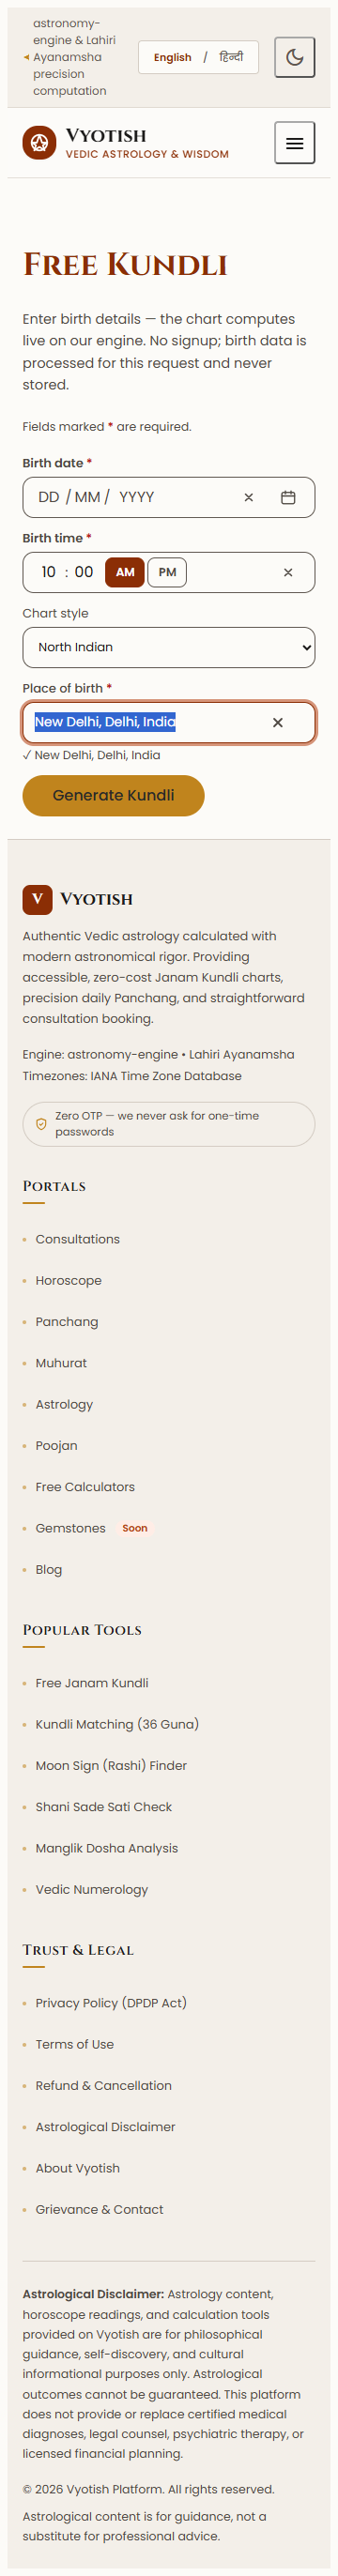 astronomy-
engine & Lahiri
Ayanamsha
precision
computation
English / हिन्दी
VYOTISH
VEDIC ASTROLOGY & WISDOM
FREE KUNDLI
Enter birth details — the chart computes
live on our engine. No signup; birth data is
processed for this request and never
stored.
Fields marked * are required.
Birth date *
DD / MM / YYYY
Birth time *
10 : 00 AM PM
Chart style
North Indian
Place of birth *
New Delhi, Delhi, India
✓ New Delhi, Delhi, India
Generate Kundli
V VYOTISH
Authentic Vedic astrology calculated with
modern astronomical rigor. Providing
accessible, zero-cost Janam Kundli charts,
precision daily Panchang, and straightforward
consultation booking.
Engine: astronomy-engine • Lahiri Ayanamsha
Timezones: IANA Time Zone Database
Zero OTP — we never ask for one-time
passwords
PORTALS
Consultations
Horoscope
Panchang
Muhurat
Astrology
Poojan
Free Calculators
Gemstones Soon
Blog
POPULAR TOOLS
Free Janam Kundli
Kundli Matching (36 Guna)
Moon Sign (Rashi) Finder
Shani Sade Sati Check
Manglik Dosha Analysis
Vedic Numerology
TRUST & LEGAL
Privacy Policy (DPDP Act)
Terms of Use
Refund & Cancellation
Astrological Disclaimer
About Vyotish
Grievance & Contact
Astrological Disclaimer: Astrology content,
horoscope readings, and calculation tools
provided on Vyotish are for philosophical
guidance, self-discovery, and cultural
informational purposes only. Astrological
outcomes cannot be guaranteed. This platform
does not provide or replace certified medical
diagnoses, legal counsel, psychiatric therapy, or
licensed financial planning.
© 2026 Vyotish Platform. All rights reserved.
Astrological content is for guidance, not a
substitute for professional advice.